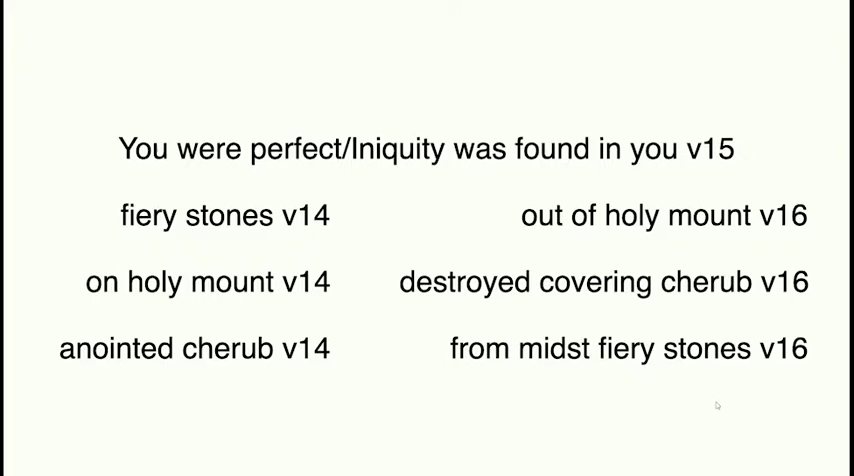 You were perfect/Iniquity was found in you v15
fiery stones v14 out of holy mount v16
on holy mount v14 destroyed covering cherub v16
anointed cherub v14 from midst fiery stones v16